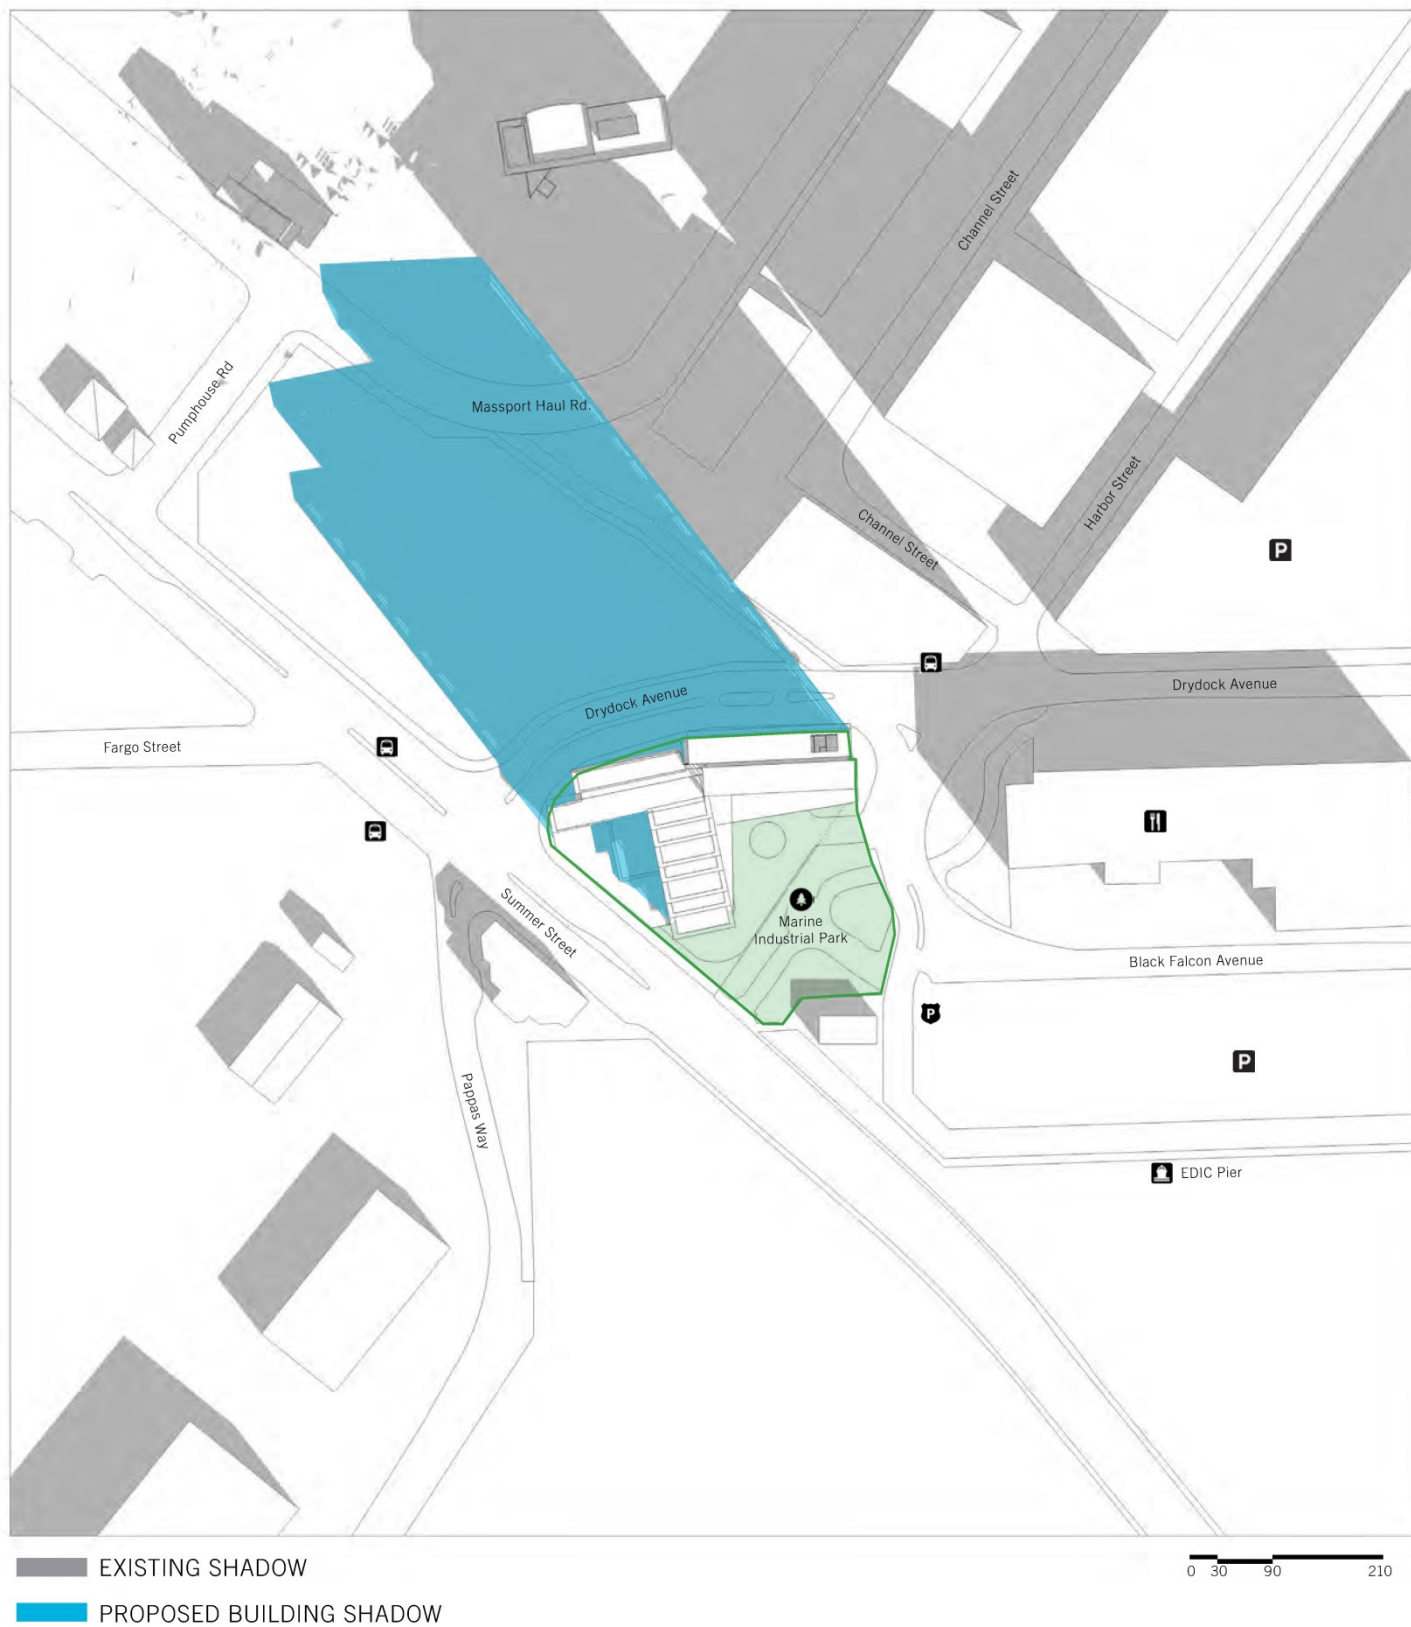 Channel Street
Pumphouse Rd
Massport Haul Rd.
Harbor Street
Channel Street
P
Drydock Avenue
Drydock Avenue
Fargo Street
Summer Street
Marine
Industrial Park
Black Falcon Avenue
P
P
Pappas Way
EDIC Pier
EXISTING SHADOW
0 30 90 210
PROPOSED BUILDING SHADOW